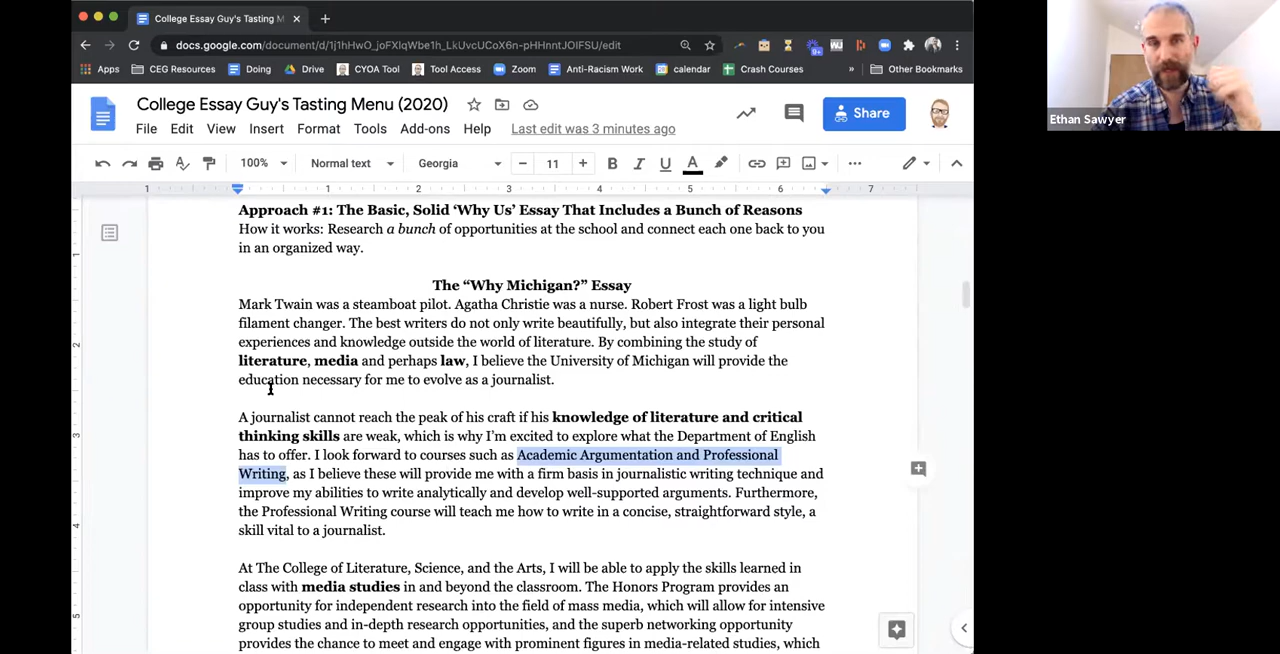 College Essay Guy's Tasting M
docs.google.com/document/d/1j1hHwO_joFXlqWbe1h_LkUvcUCoX6n-pHHnntJOIFSU/edit
Apps CEG Resources Doing Drive CYOA Tool Tool Access Zoom Anti-Racism Work calendar Crash Courses » Other Bookmarks
College Essay Guy's Tasting Menu (2020)
Share
File Edit View Insert Format Tools Add-ons Help Last edit was 3 minutes ago
100% Normal text Georgia 11 B I U A
1 1 2 3 4 5 6 7
Approach #1: The Basic, Solid ‘Why Us’ Essay That Includes a Bunch of Reasons
How it works: Research a bunch of opportunities at the school and connect each one back to you
in an organized way.
The “Why Michigan?” Essay
Mark Twain was a steamboat pilot. Agatha Christie was a nurse. Robert Frost was a light bulb
filament changer. The best writers do not only write beautifully, but also integrate their personal
experiences and knowledge outside the world of literature. By combining the study of
literature, media and perhaps law, I believe the University of Michigan will provide the
education necessary for me to evolve as a journalist.
A journalist cannot reach the peak of his craft if his knowledge of literature and critical
thinking skills are weak, which is why I’m excited to explore what the Department of English
has to offer. I look forward to courses such as Academic Argumentation and Professional
Writing, as I believe these will provide me with a firm basis in journalistic writing technique and
improve my abilities to write analytically and develop well-supported arguments. Furthermore,
the Professional Writing course will teach me how to write in a concise, straightforward style, a
skill vital to a journalist.
At The College of Literature, Science, and the Arts, I will be able to apply the skills learned in
class with media studies in and beyond the classroom. The Honors Program provides an
opportunity for independent research into the field of mass media, which will allow for intensive
group studies and in-depth research opportunities, and the superb networking opportunity
provides the chance to meet and engage with prominent figures in media-related studies, which
Ethan Sawyer